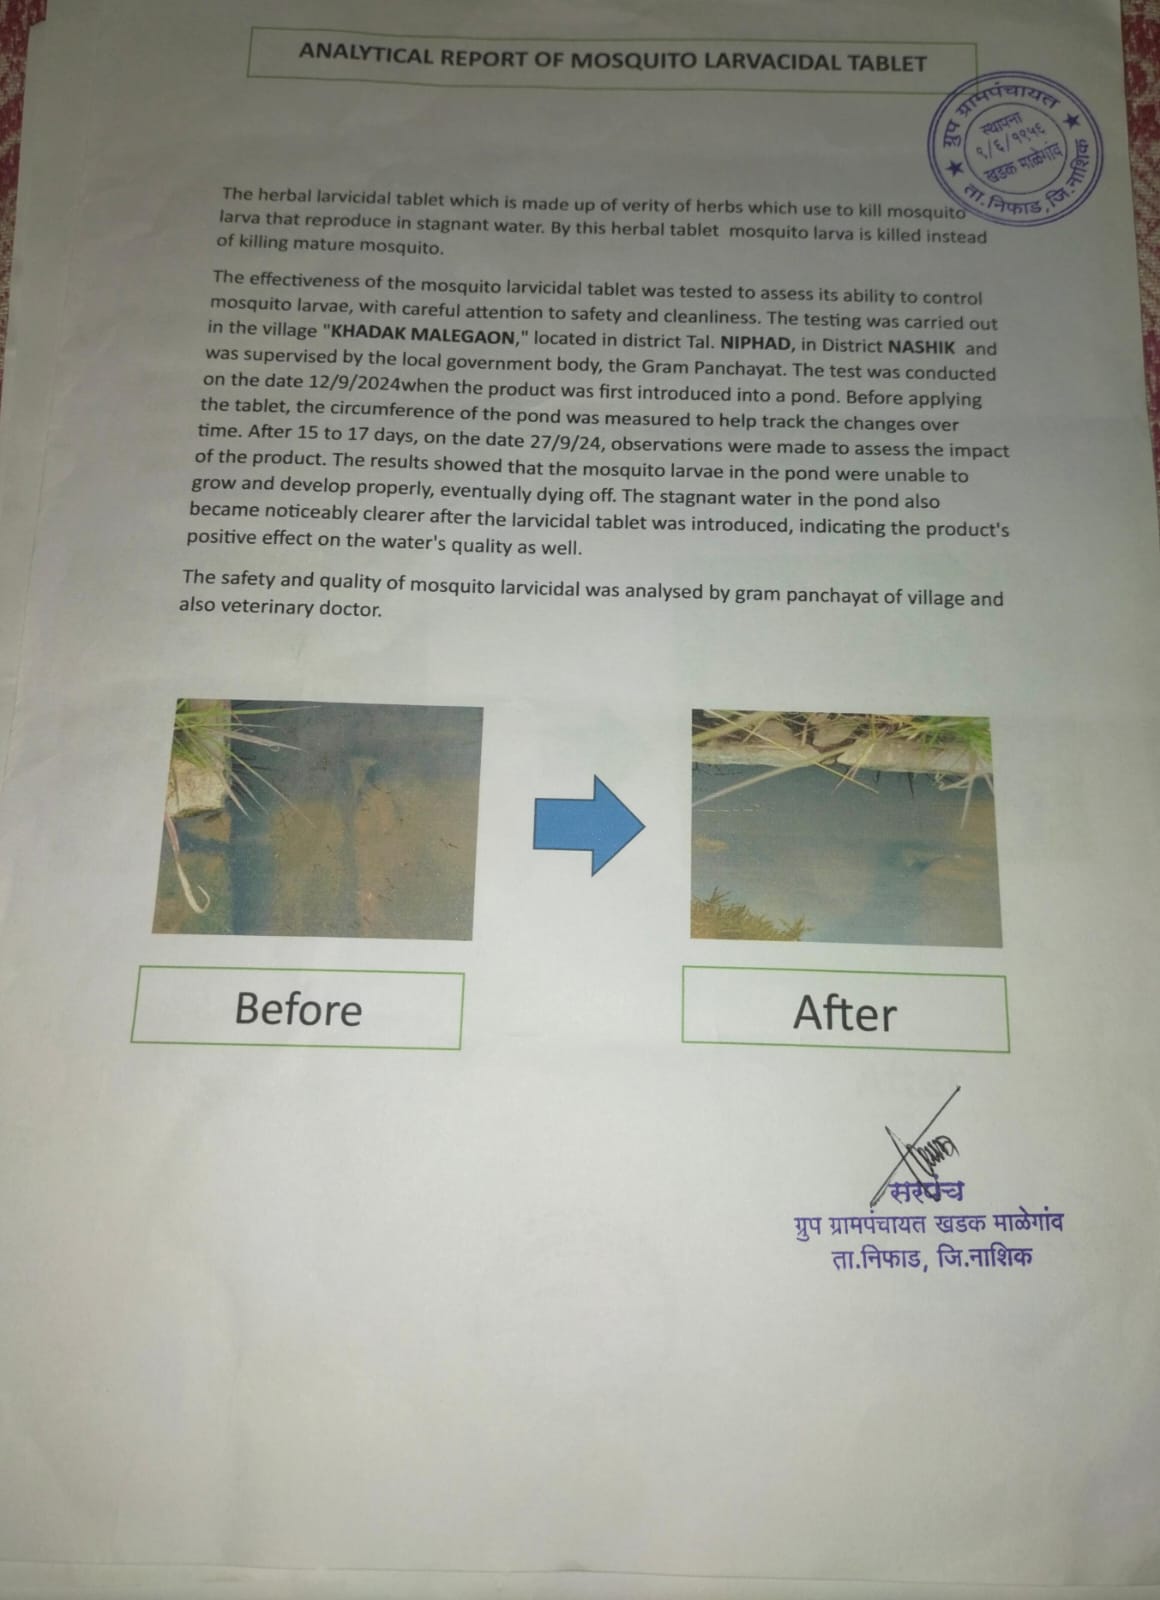 ANALYTICAL REPORT OF MOSQUITO LARVACIDAL TABLET
ग्रुप ग्रामपंचायत
स्थापना
९/६/१९५६
खडक माळेगांव
ता.निफाड, जि.नाशिक
The herbal larvicidal tablet which is made up of verity of herbs which use to kill mosquito
larva that reproduce in stagnant water. By this herbal tablet mosquito larva is killed instead
of killing mature mosquito.
The effectiveness of the mosquito larvicidal tablet was tested to assess its ability to control
mosquito larvae, with careful attention to safety and cleanliness. The testing was carried out
in the village "KHADAK MALEGAON," located in district Tal. NIPHAD, in District NASHIK and
was supervised by the local government body, the Gram Panchayat. The test was conducted
on the date 12/9/2024when the product was first introduced into a pond. Before applying
the tablet, the circumference of the pond was measured to help track the changes over
time. After 15 to 17 days, on the date 27/9/24, observations were made to assess the impact
of the product. The results showed that the mosquito larvae in the pond were unable to
grow and develop properly, eventually dying off. The stagnant water in the pond also
became noticeably clearer after the larvicidal tablet was introduced, indicating the product's
positive effect on the water's quality as well.
The safety and quality of mosquito larvicidal was analysed by gram panchayat of village and
also veterinary doctor.
Before
After
सरपंच
ग्रुप ग्रामपंचायत खडक माळेगांव
ता.निफाड, जि.नाशिक